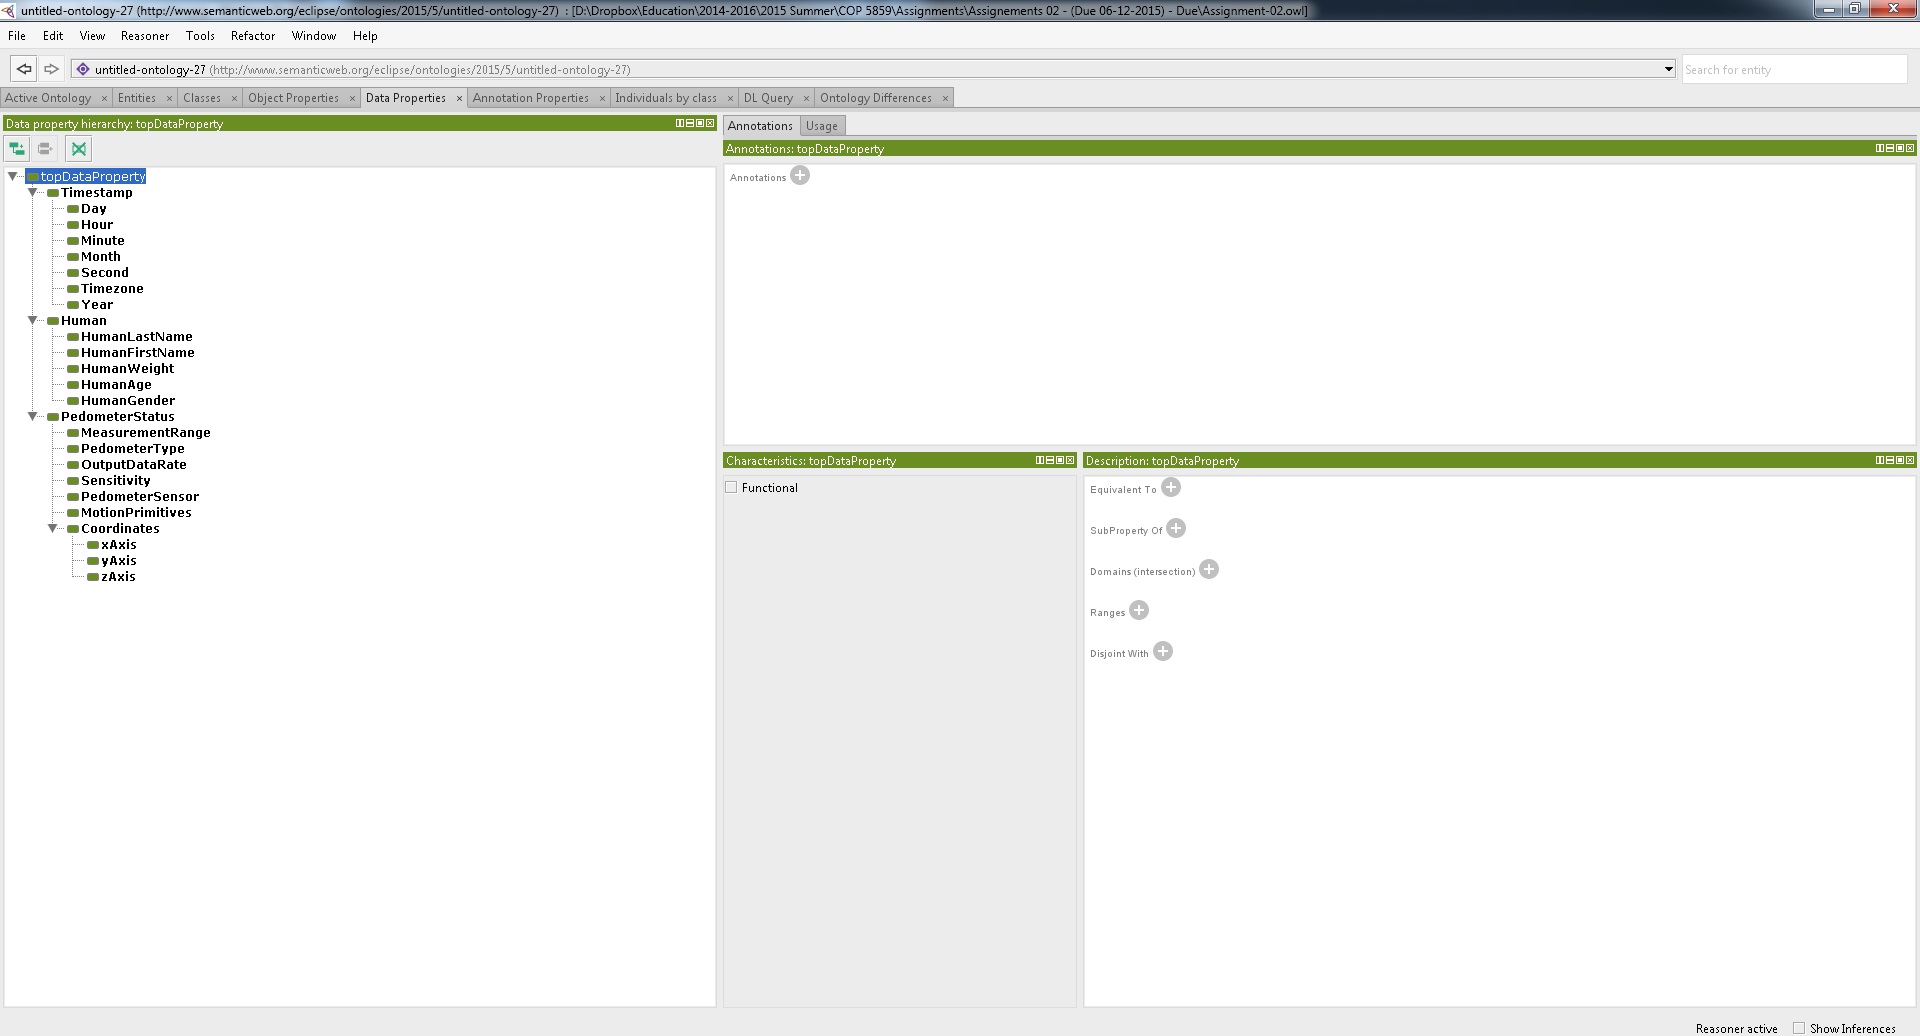 untitled-ontology-27 (http://www.semanticweb.org/eclipse/ontologies/2015/5/untitled-ontology-27) : [D:\Dropbox\Education\2014-2016\2015 Summer\COP 5859\Assignments\Assignements 02 - (Due 06-12-2015) - Due\Assignment-02.owl]
File Edit View Reasoner Tools Refactor Window Help
untitled-ontology-27 (http://www.semanticweb.org/eclipse/ontologies/2015/5/untitled-ontology-27)
Search for entity
Active Ontology × Entities × Classes × Object Properties × Data Properties × Annotation Properties × Individuals by class × DL Query × Ontology Differences ×
Data property hierarchy: topDataProperty
topDataProperty
Timestamp
Day
Hour
Minute
Month
Second
Timezone
Year
Human
HumanLastName
HumanFirstName
HumanWeight
HumanAge
HumanGender
PedometerStatus
MeasurementRange
PedometerType
OutputDataRate
Sensitivity
PedometerSensor
MotionPrimitives
Coordinates
xAxis
yAxis
zAxis
Annotations Usage
Annotations: topDataProperty
Annotations
Characteristics: topDataProperty
Functional
Description: topDataProperty
Equivalent To
SubProperty Of
Domains (intersection)
Ranges
Disjoint With
Reasoner active Show Inferences